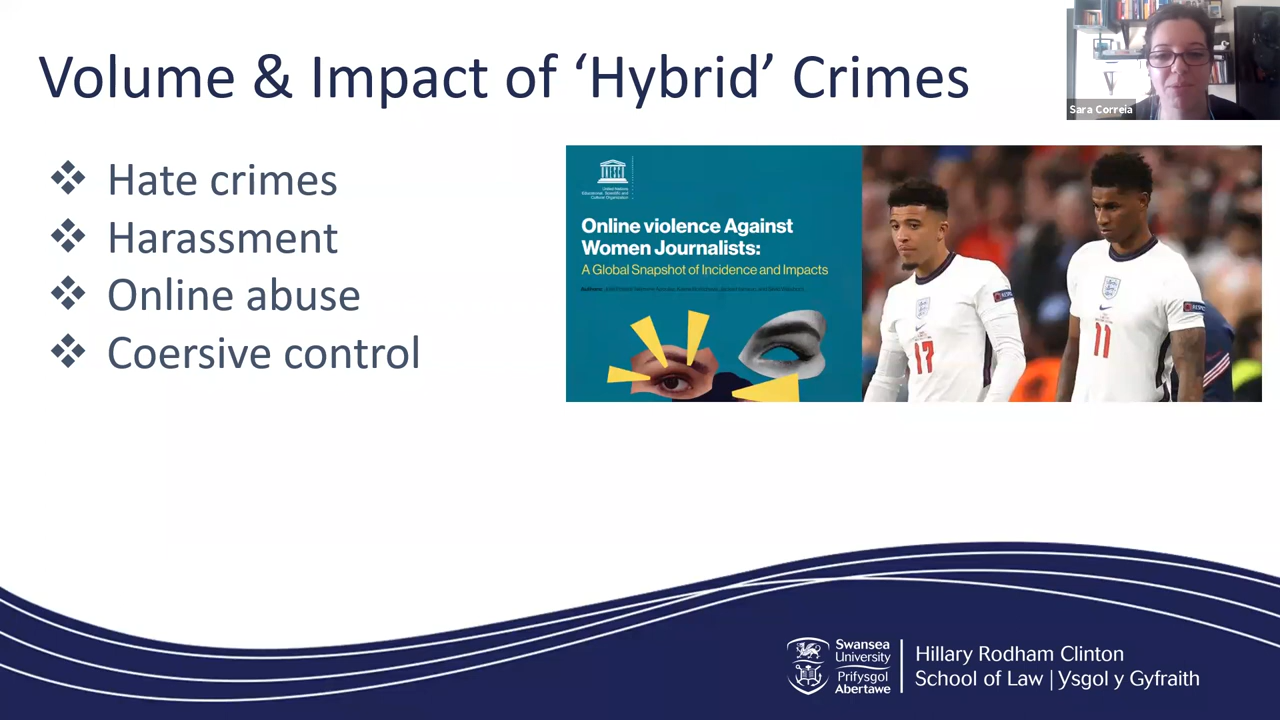 Volume & Impact of ‘Hybrid’ Crimes
Sara Correia
❖ Hate crimes
❖ Harassment
❖ Online abuse
❖ Coersive control
United Nations
Educational, Scientific and
Cultural Organization
Online violence Against
Women Journalists:
A Global Snapshot of Incidence and Impacts
17
11
RESPECT
Swansea
University
Prifysgol
Abertawe
Hillary Rodham Clinton
School of Law | Ysgol y Gyfraith